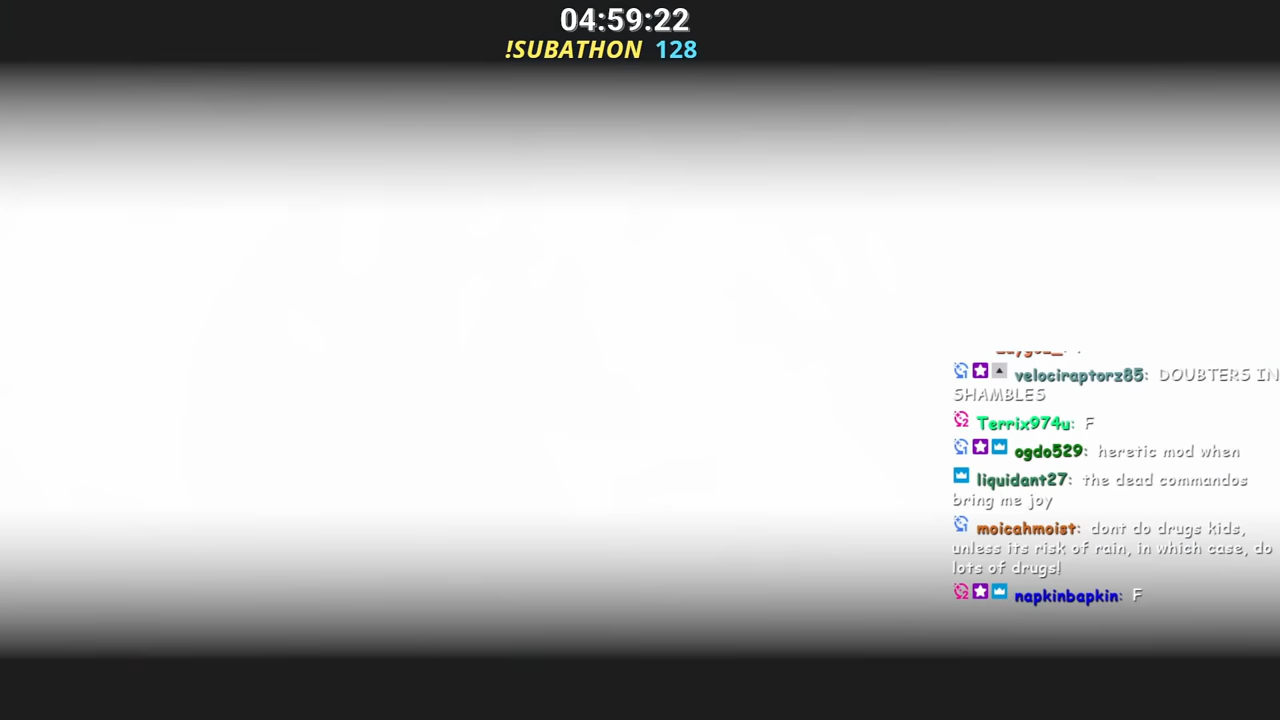 04:59:22
!SUBATHON 128
velociraptorz85: DOUBTERS IN
SHAMBLES
Terrix974u: F
ogdo529: heretic mod when
liquidant27: the dead commandos
bring me joy
moicahmoist: dont do drugs kids,
unless its risk of rain, in which case, do
lots of drugs!
napkinbapkin: F